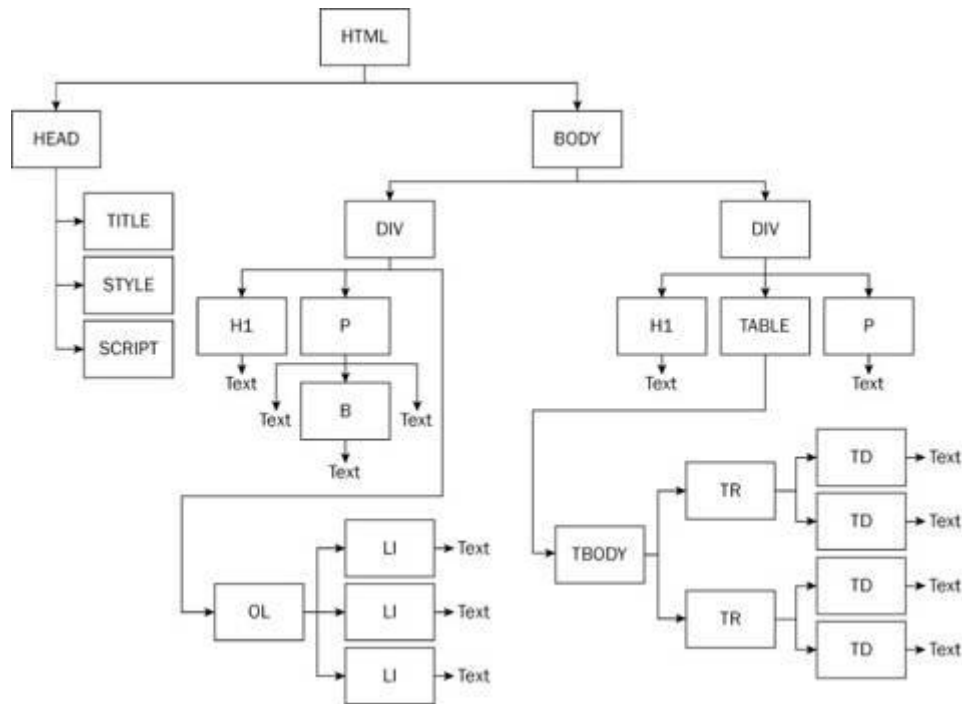 HTML
HEAD
BODY
TITLE
STYLE
SCRIPT
DIV
DIV
H1
P
Text
Text
B
Text
Text
H1
TABLE
P
Text
Text
OL
LI
Text
LI
Text
LI
Text
TBODY
TR
TD
Text
TD
Text
TR
TD
Text
TD
Text